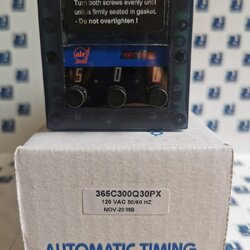 Turn both screws evenly until
unit is firmly seated in gasket.
- Do not overtighten! -
atc
5 0 0
365C300Q30PX
120 VAC 50/60 HZ
NOV-20 MB
AUTOMATIC TIMING